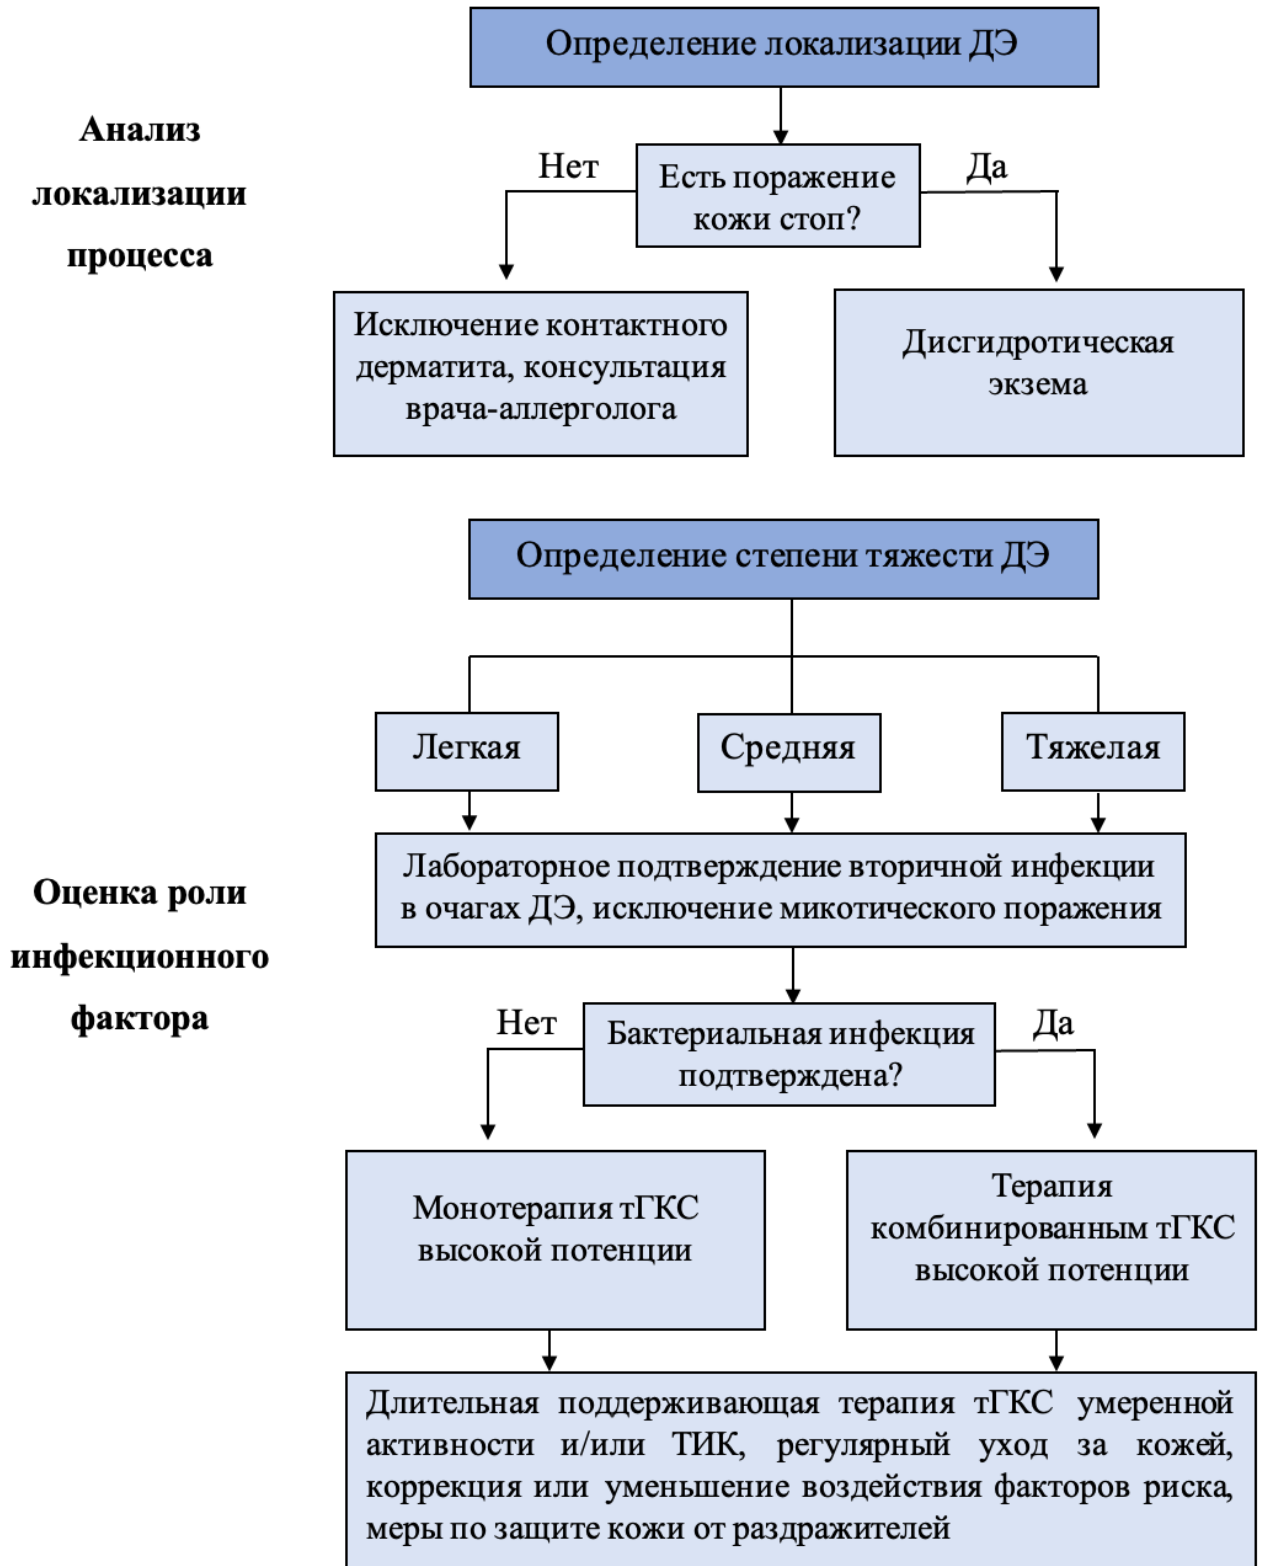 Определение локализации ДЭ
Анализ
локализации
процесса
Нет
Есть поражение
кожи стоп?
Да
Исключение контактного
дерматита, консультация
врача-аллерголога
Дисгидротическая
экзема
Определение степени тяжести ДЭ
Легкая
Средняя
Тяжелая
Лабораторное подтверждение вторичной инфекции
в очагах ДЭ, исключение микотического поражения
Оценка роли
инфекционного
фактора
Нет
Бактериальная инфекция
подтверждена?
Да
Монотерапия тГКС
высокой потенции
Терапия
комбинированным тГКС
высокой потенции
Длительная поддерживающая терапия тГКС умеренной
активности и/или ТИК, регулярный уход за кожей,
коррекция или уменьшение воздействия факторов риска,
меры по защите кожи от раздражителей